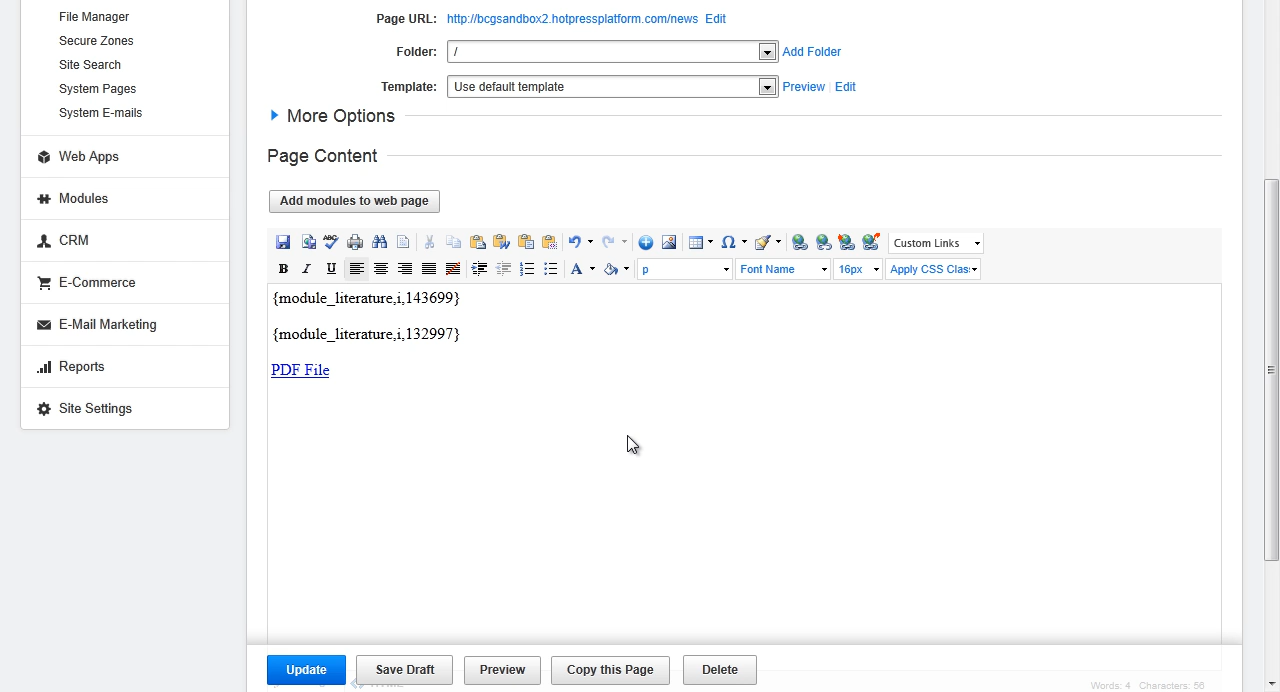 File Manager
Secure Zones
Site Search
System Pages
System E-mails
Web Apps
Modules
CRM
E-Commerce
E-Mail Marketing
Reports
Site Settings
Page URL: http://bcgsandbox2.hotpressplatform.com/news Edit
Folder: / Add Folder
Template: Use default template Preview Edit
More Options
Page Content
Add modules to web page
Custom Links
B I U A p Font Name 16px Apply CSS Clas
{module_literature,i,143699}
{module_literature,i,132997}
PDF File
Update Save Draft Preview Copy this Page Delete
Words: 4 Characters: 56